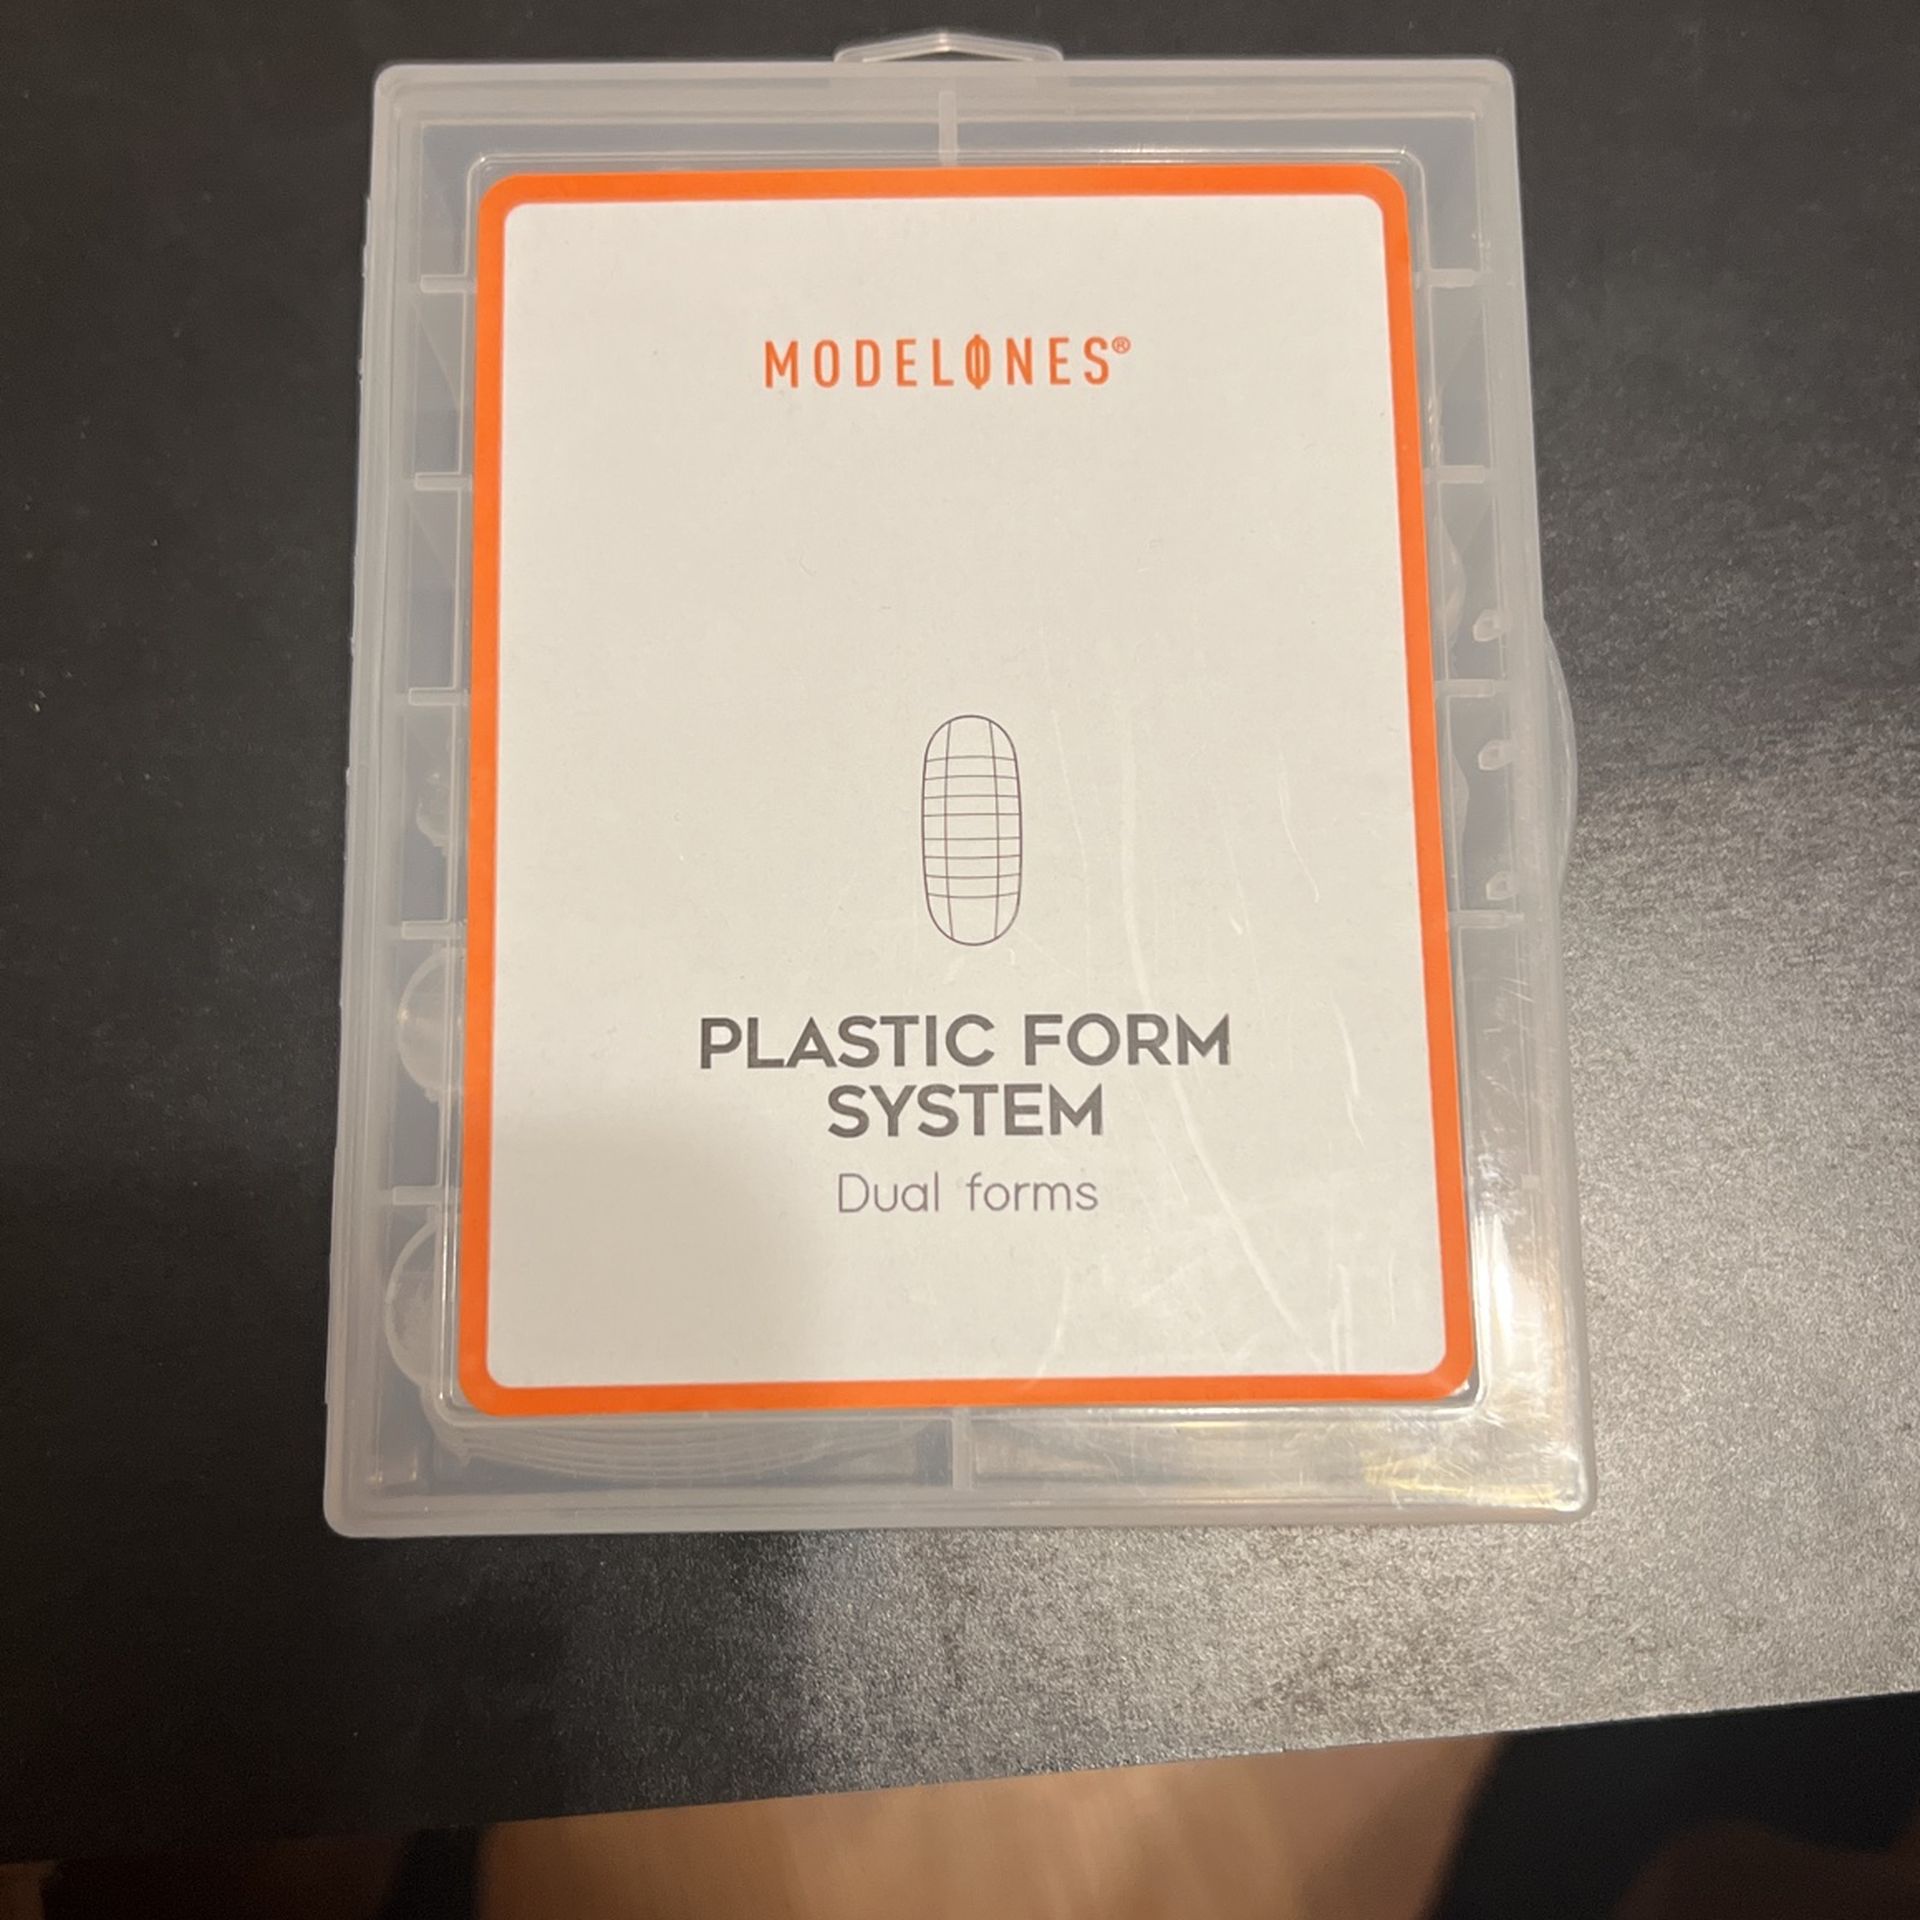 MODELONES®
PLASTIC FORM
SYSTEM
Dual forms